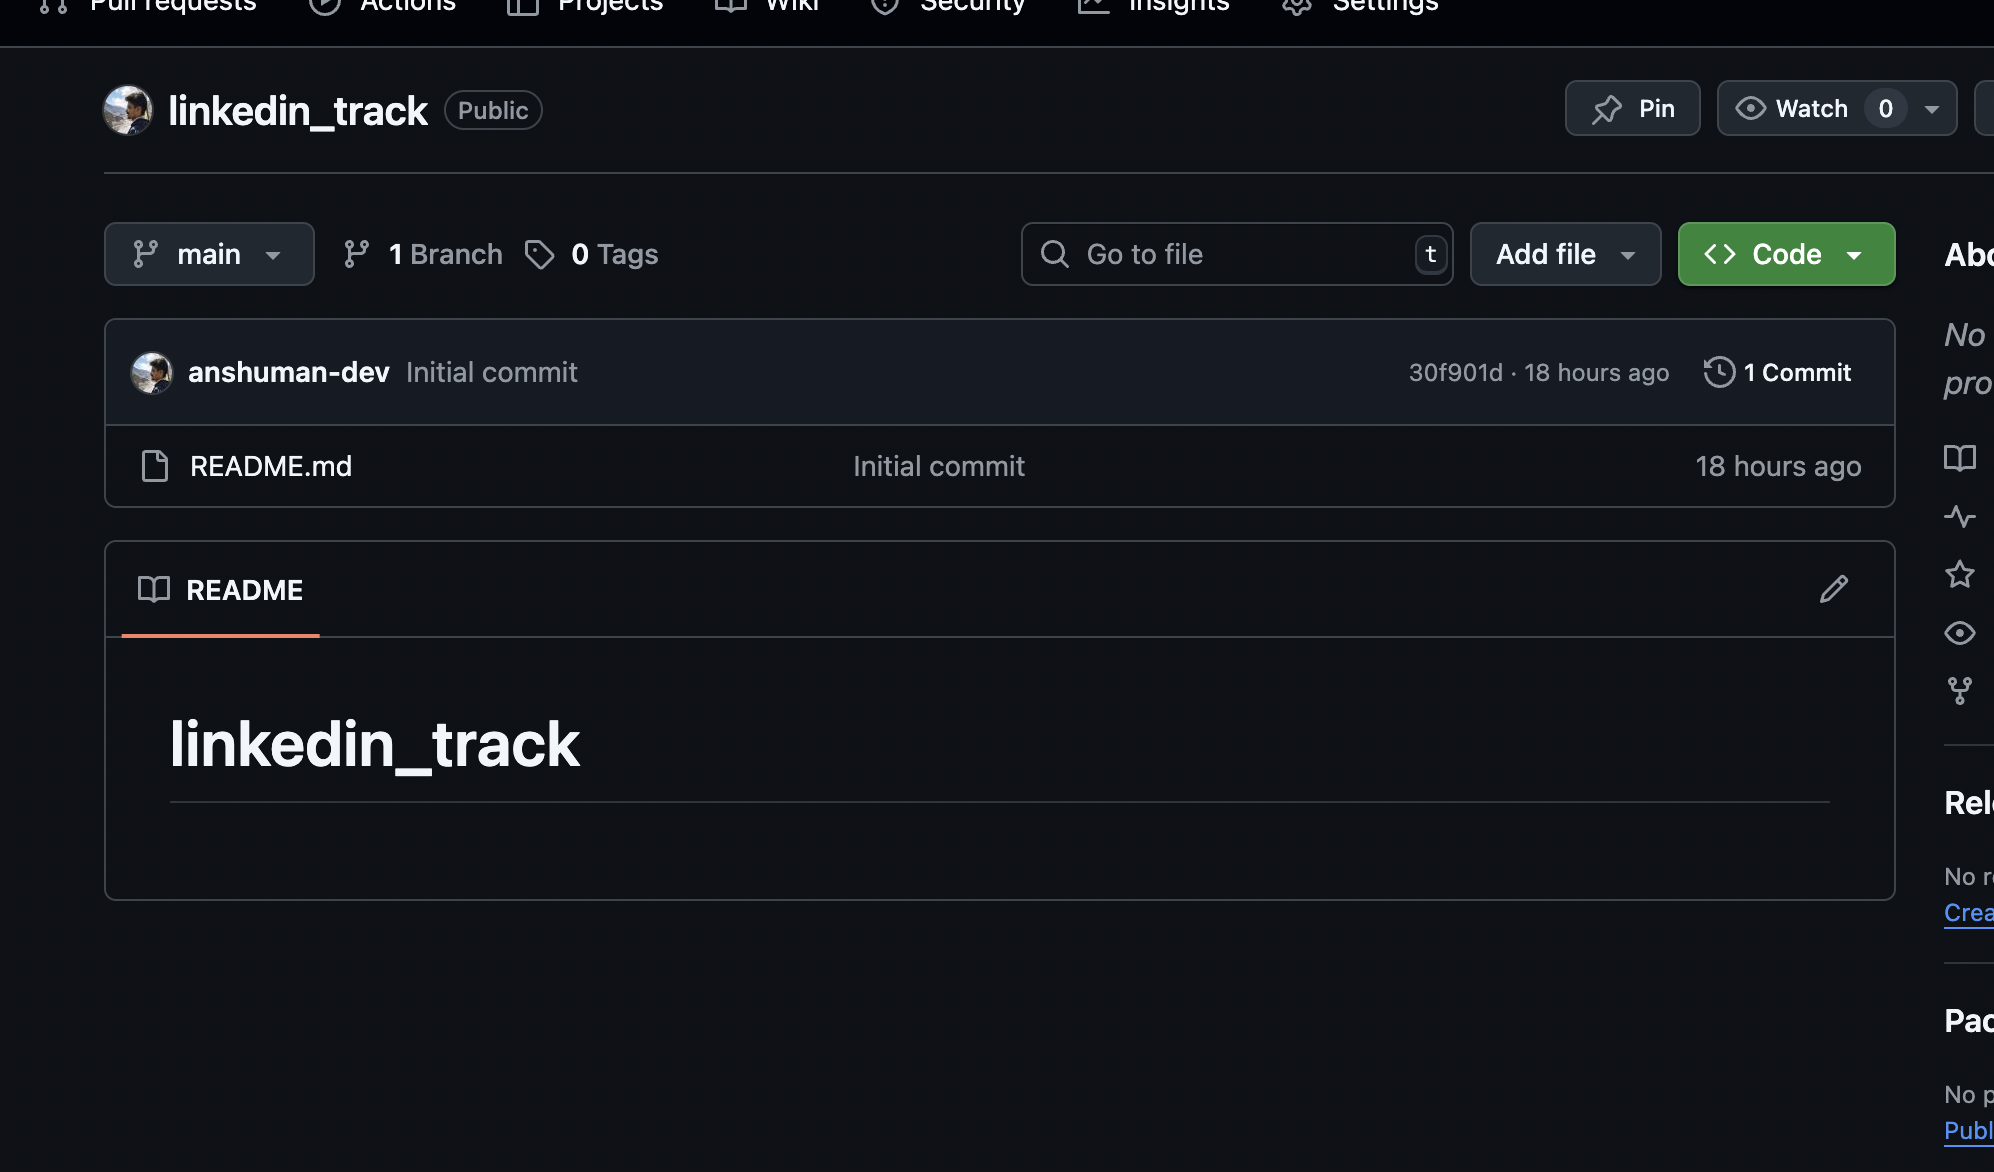 Pull requests Actions Projects Wiki Security Insights Settings
linkedin_track Public Pin Watch 0
main 1 Branch 0 Tags Go to file t Add file Code
anshuman-dev Initial commit 30f901d · 18 hours ago 1 Commit
README.md Initial commit 18 hours ago
README
linkedin_track
Abo
No
pro
Rel
No r
Crea
Pac
No p
Publ